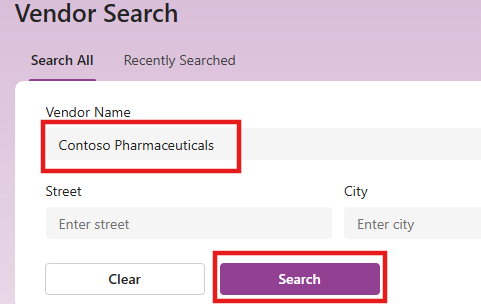 Vendor Search
Search All Recently Searched
Vendor Name
Contoso Pharmaceuticals
Street City
Enter street Enter city
Clear Search